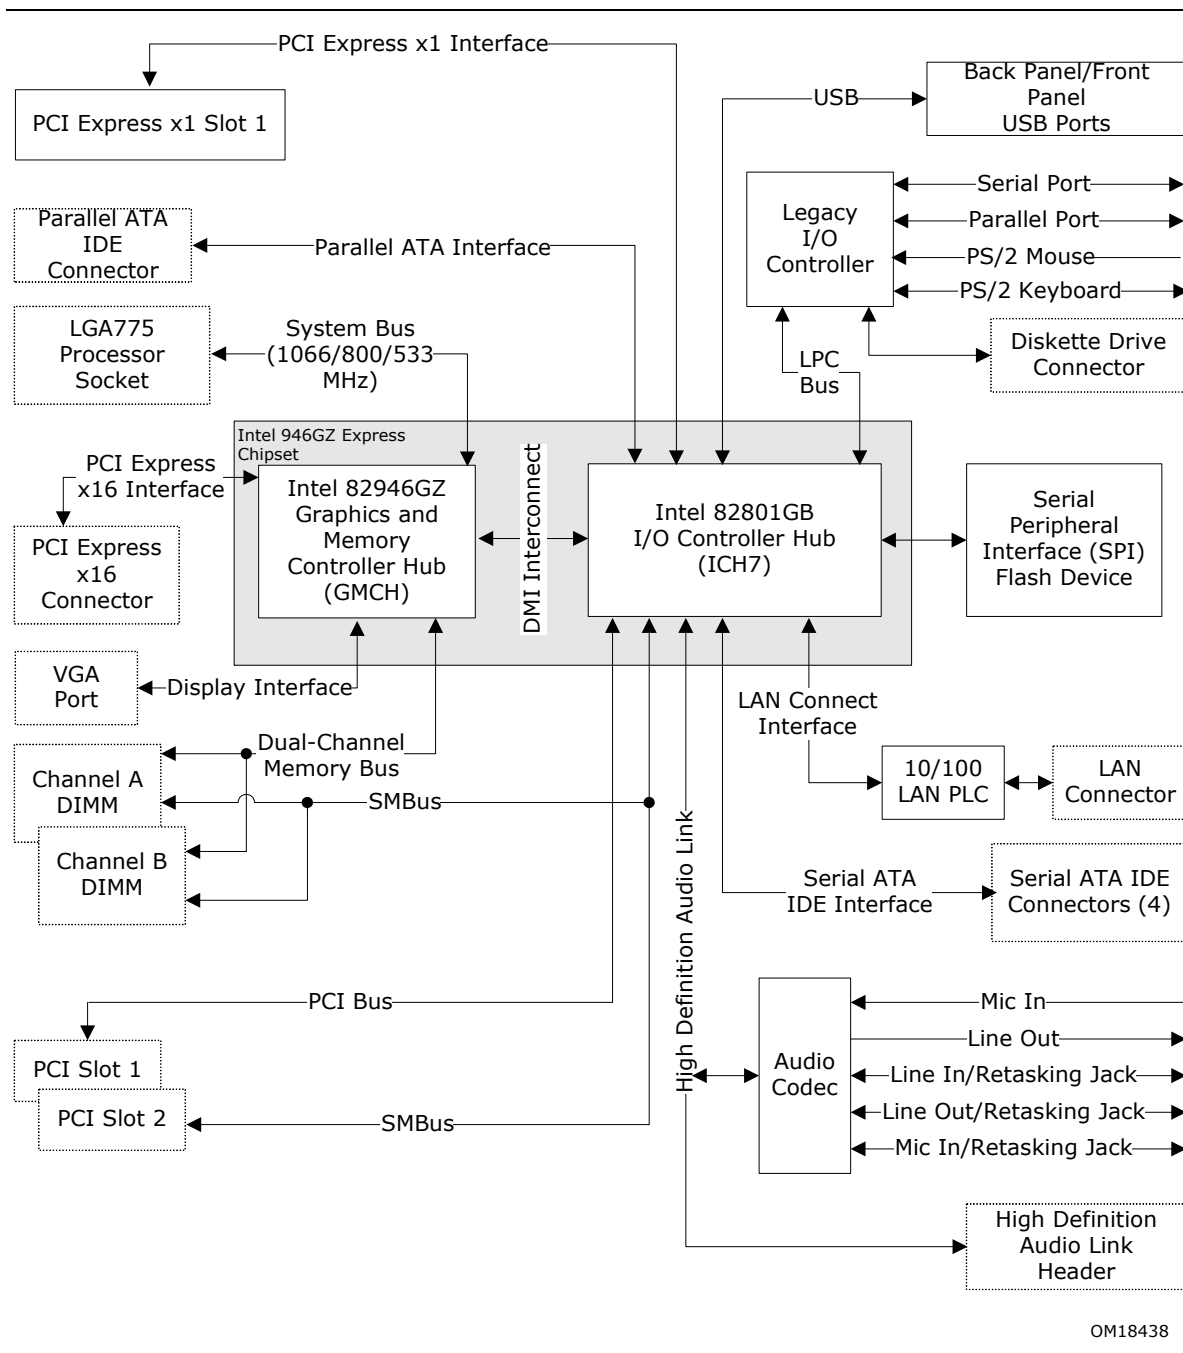 PCI Express x1 Interface
PCI Express x1 Slot 1
USB
Back Panel/Front
Panel
USB Ports
Legacy
I/O
Controller
Serial Port
Parallel Port
PS/2 Mouse
PS/2 Keyboard
Parallel ATA
IDE
Connector
Parallel ATA Interface
LGA775
Processor
Socket
System Bus
(1066/800/533
MHz)
LPC
Bus
Diskette Drive
Connector
Intel 946GZ Express
Chipset
PCI Express
x16 Interface
Intel 82946GZ
Graphics and
Memory
Controller Hub
(GMCH)
DMI Interconnect
Intel 82801GB
I/O Controller Hub
(ICH7)
Serial
Peripheral
Interface (SPI)
Flash Device
PCI Express
x16
Connector
VGA
Port
Display Interface
LAN Connect
Interface
Dual-Channel
Memory Bus
Channel A
DIMM
SMBus
10/100
LAN PLC
LAN
Connector
Channel B
DIMM
High Definition Audio Link
Serial ATA
IDE Interface
Serial ATA IDE
Connectors (4)
PCI Bus
PCI Slot 1
PCI Slot 2
SMBus
Audio
Codec
Mic In
Line Out
Line In/Retasking Jack
Line Out/Retasking Jack
Mic In/Retasking Jack
High Definition
Audio Link
Header
OM18438